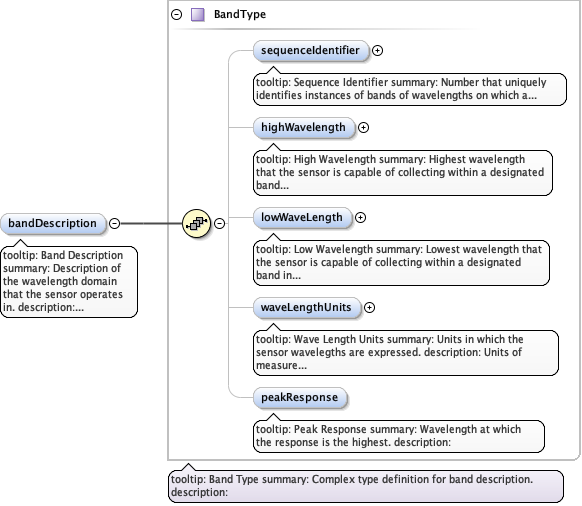 BandType
sequenceIdentifier
tooltip: Sequence Identifier summary: Number that uniquely
identifies instances of bands of wavelengths on which a...
highWavelength
tooltip: High Wavelength summary: Highest wavelength
that the sensor is capable of collecting within a designated
band...
bandDescription
tooltip: Band Description
summary: Description of
the wavelength domain
that the sensor operates
in. description:...
lowWaveLength
tooltip: Low Wavelength summary: Lowest wavelength that
the sensor is capable of collecting within a designated
band in...
waveLengthUnits
tooltip: Wave Length Units summary: Units in which the
sensor wavelegths are expressed. description: Units of
measure...
peakResponse
tooltip: Peak Response summary: Wavelength at which
the response is the highest. description:
tooltip: Band Type summary: Complex type definition for band description.
description: